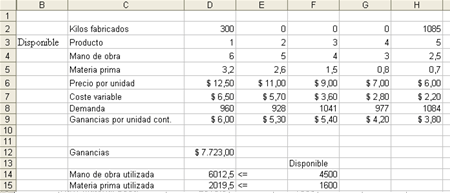 B C D E F G H
1
2 Kilos fabricados 300 0 0 0 1085
3 Disponible Producto 1 2 3 4 5
4 Mano de obra 6 5 4 3 2,5
5 Materia prima 3,2 2,6 1,5 0,8 0,7
6 Precio por unidad $ 12,50 $ 11,00 $ 9,00 $ 7,00 $ 6,00
7 Coste variable $ 6,50 $ 5,70 $ 3,60 $ 2,80 $ 2,20
8 Demanda 960 928 1041 977 1084
9 Ganancias por unidad cont. $ 6,00 $ 5,30 $ 5,40 $ 4,20 $ 3,80
10
11
12 Ganancias $ 7.723,00
13 Disponible
14 Mano de obra utilizada 6012,5 <= 4500
15 Materia prima utilizada 2019,5 <= 1600